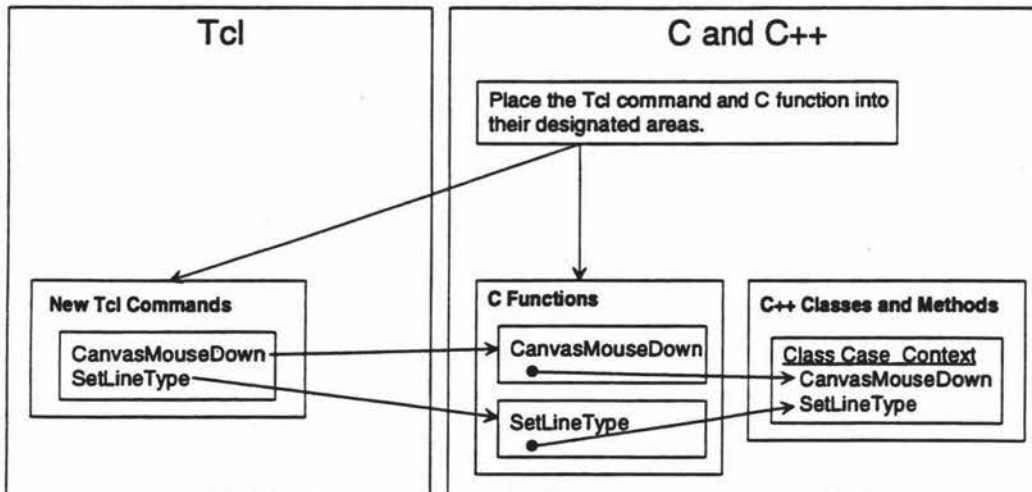 Tcl
C and C++
Place the Tcl command and C function into
their designated areas.
New Tcl Commands
CanvasMouseDown
SetLineType
C Functions
CanvasMouseDown
SetLineType
C++ Classes and Methods
Class Case_Context
CanvasMouseDown
SetLineType